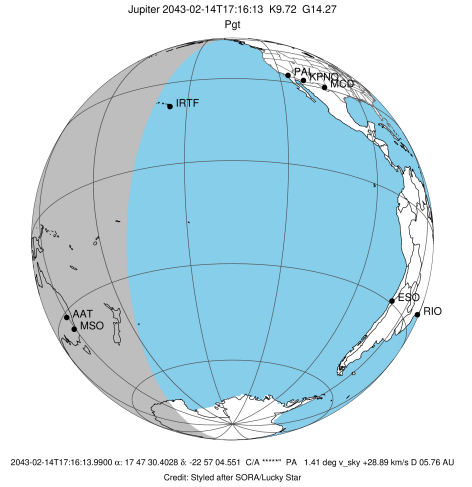 Jupiter 2043-02-14T17:16:13 K9.72 G14.27
Pgt
PAL
KPNO
MCD
IRTF
ESO
RIO
AAT
MSO
2043-02-14T17:16:13.9900 α: 17 47 30.4028 δ: -22 57 04.551 C/A *****" PA 1.41 deg v_sky +28.89 km/s D 05.76 AU
Credit: Styled after SORA/Lucky Star